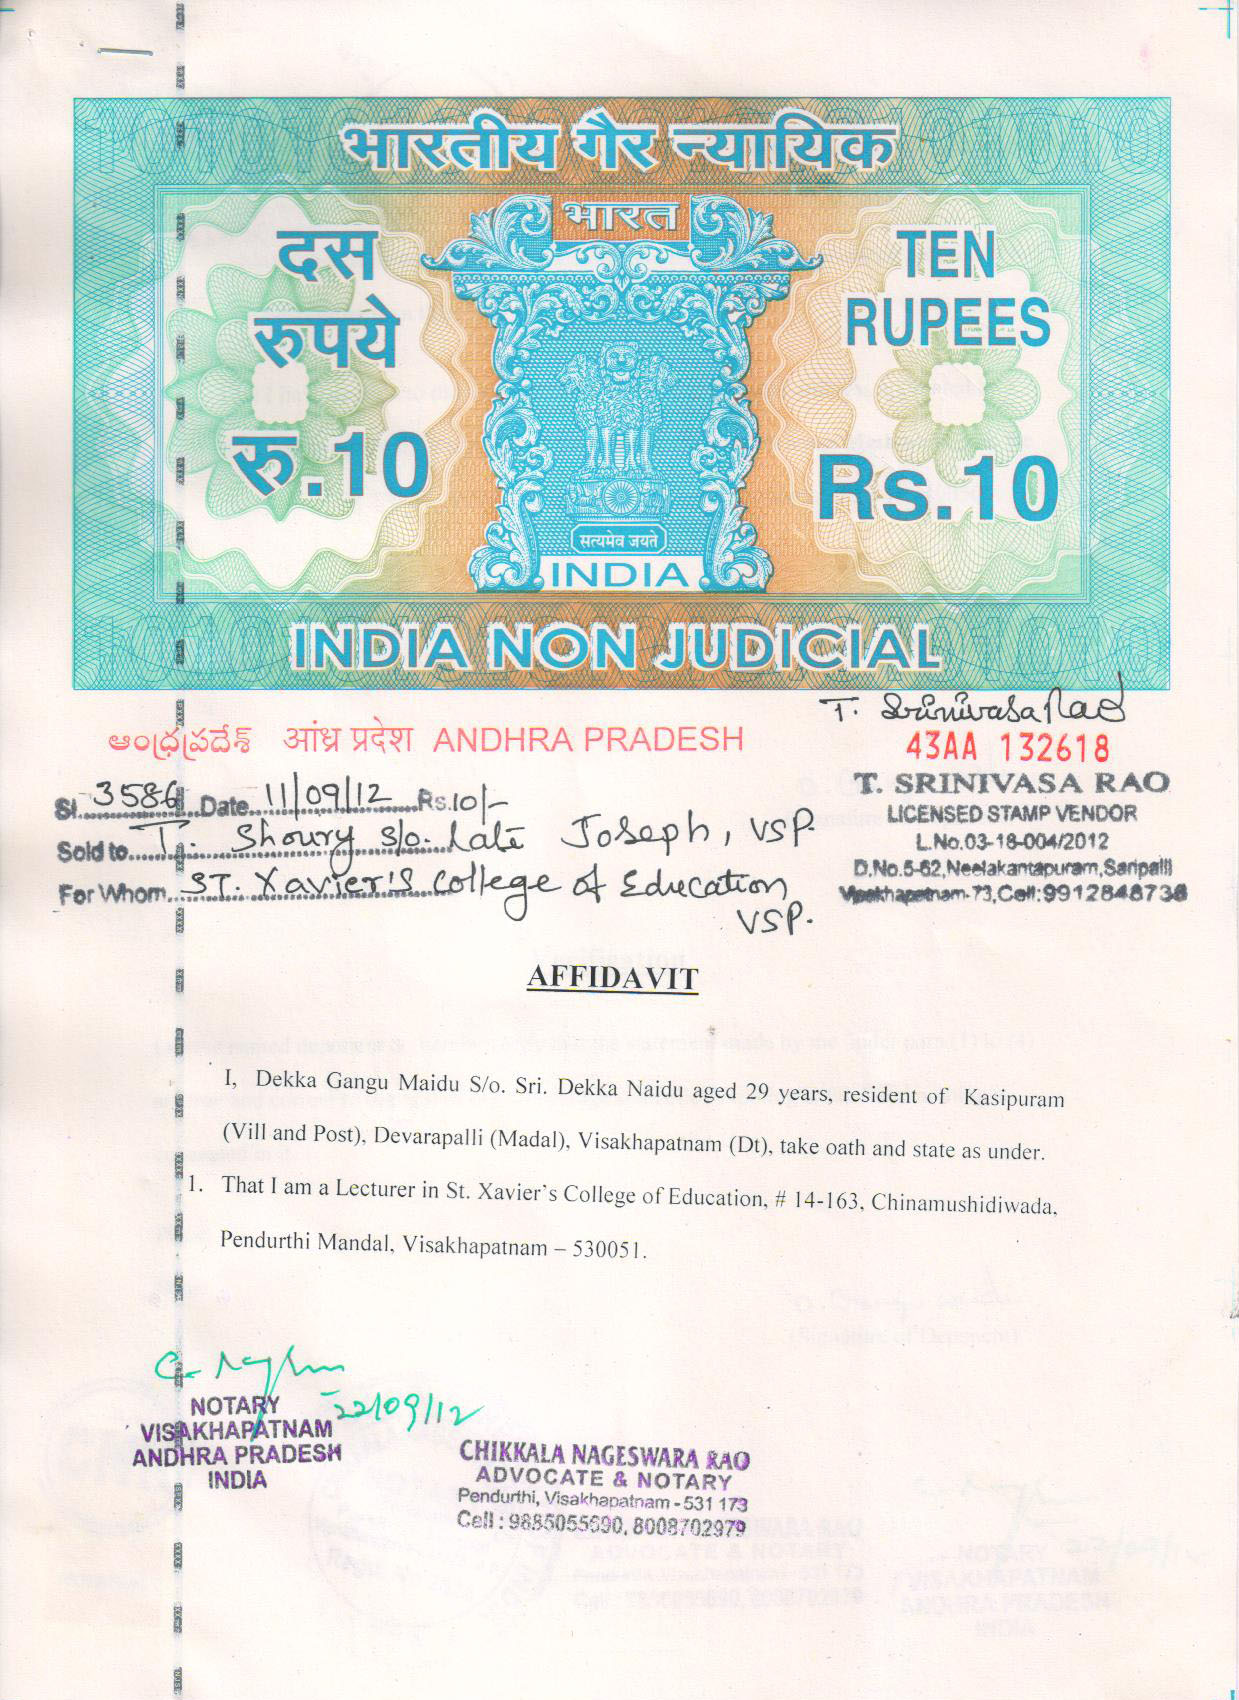 भारतीय गैर न्यायिक
भारत
दस
रुपये
रु.10
TEN
RUPEES
Rs.10
सत्यमेव जयते
INDIA
INDIA NON JUDICIAL
T. Srinivasa Rao
ఆంధ్రప్రదేశ్ आंध्र प्रदेश ANDHRA PRADESH
43AA 132618
Sl. 3586 Date 11/09/12 Rs. 10/-
Sold to T. Shoury s/o. Late Joseph, VSP.
For Whom ST. Xavier's College of Education
VSP.
T. SRINIVASA RAO
LICENSED STAMP VENDOR
L.No.03-18-004/2012
D.No.5-62,Neelakantapuram,Saripalli
Visakhapatnam-73,Cell:9912848736
AFFIDAVIT
I, Dekka Gangu Maidu S/o. Sri. Dekka Naidu aged 29 years, resident of Kasipuram
(Vill and Post), Devarapalli (Madal), Visakhapatnam (Dt), take oath and state as under.
1. That I am a Lecturer in St. Xavier's College of Education, # 14-163, Chinamushidiwada,
Pendurthi Mandal, Visakhapatnam – 530051.
22/09/12
NOTARY
VISAKHAPATNAM
ANDHRA PRADESH
INDIA
CHIKKALA NAGESWARA RAO
ADVOCATE & NOTARY
Pendurthi, Visakhapatnam - 531 173
Cell : 9885055690, 8008702979